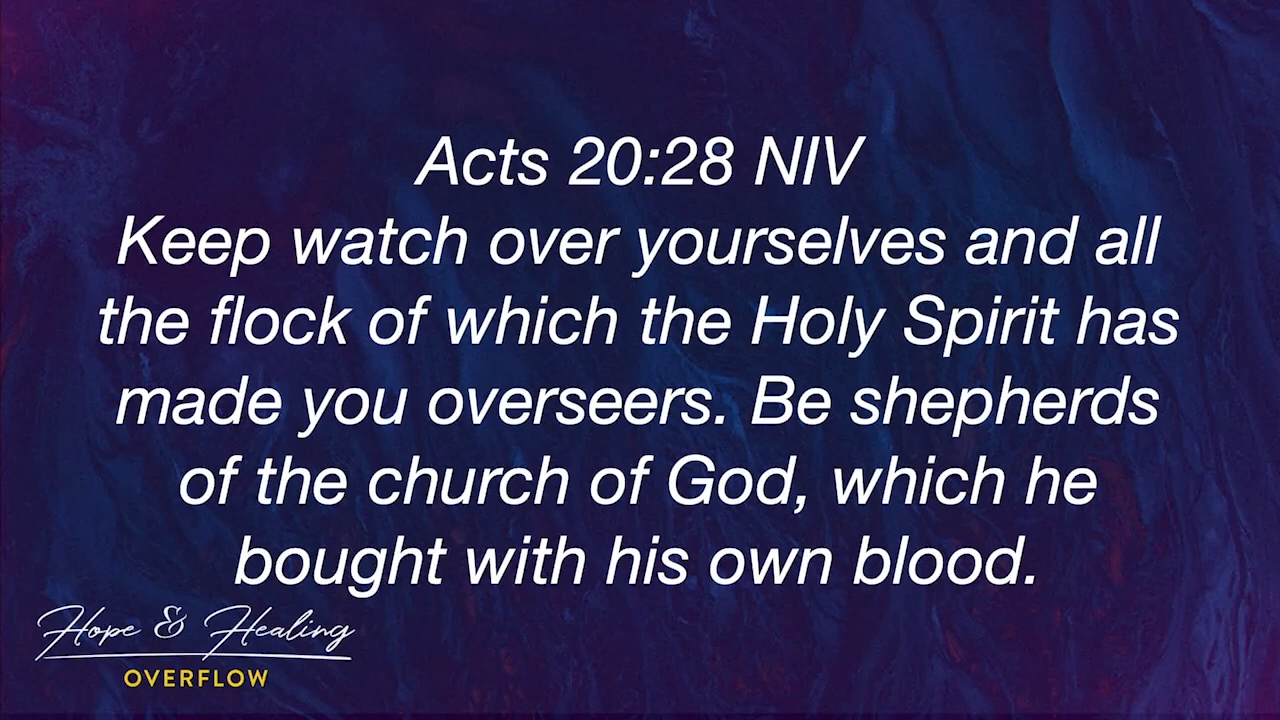 Acts 20:28 NIV
Keep watch over yourselves and all
the flock of which the Holy Spirit has
made you overseers. Be shepherds
of the church of God, which he
bought with his own blood.
Hope & Healing
OVERFLOW